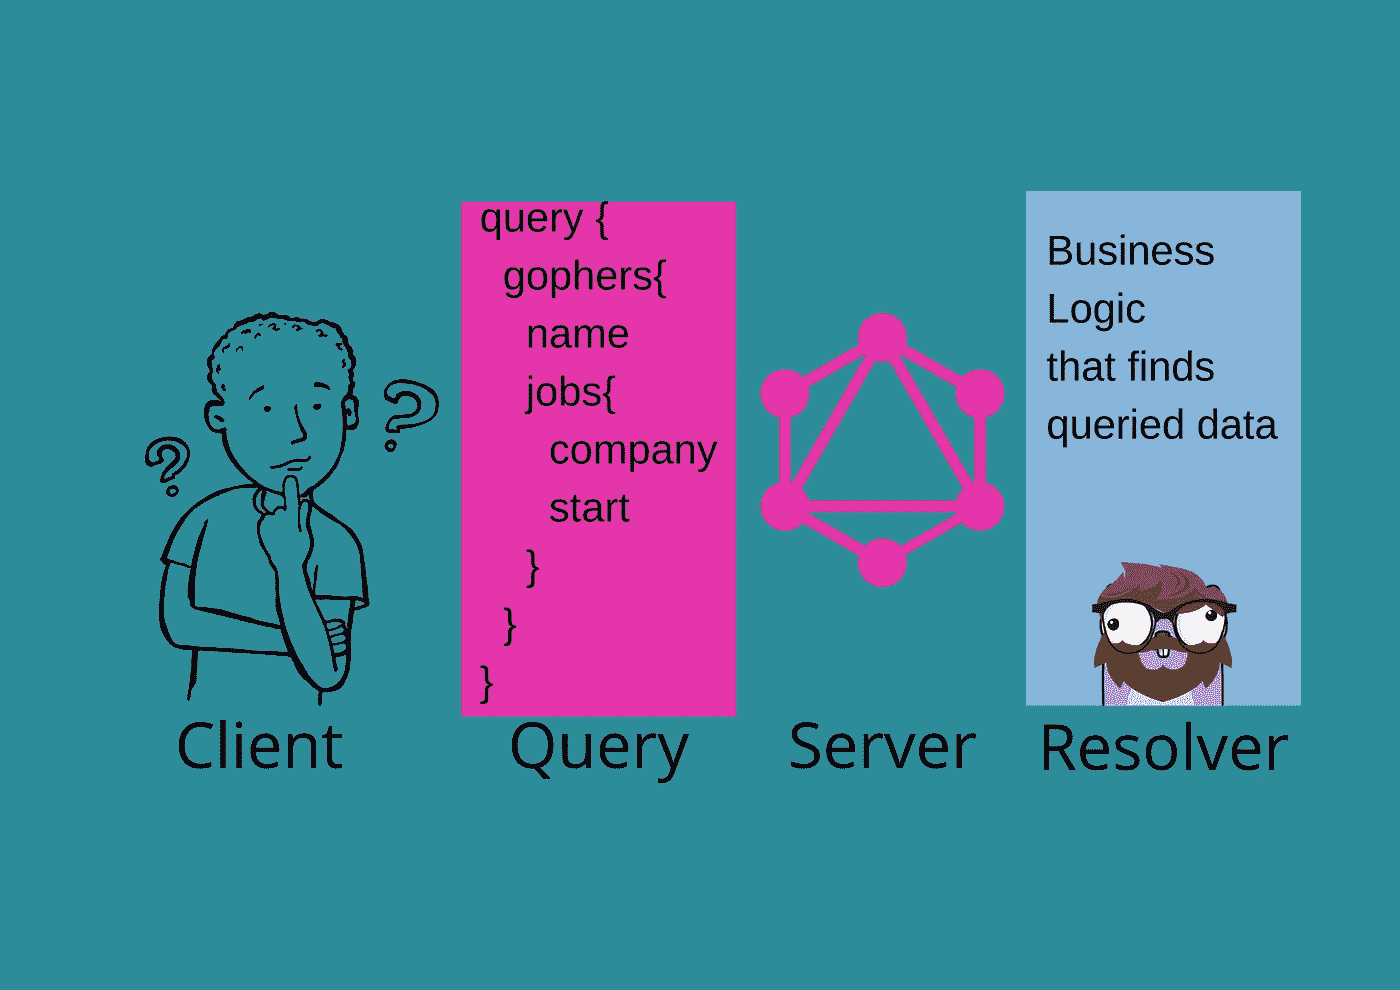 query {
gophers{
name
jobs{
company
start
}
}
}
Business
Logic
that finds
queried data
? ?
Client
Query
Server
Resolver